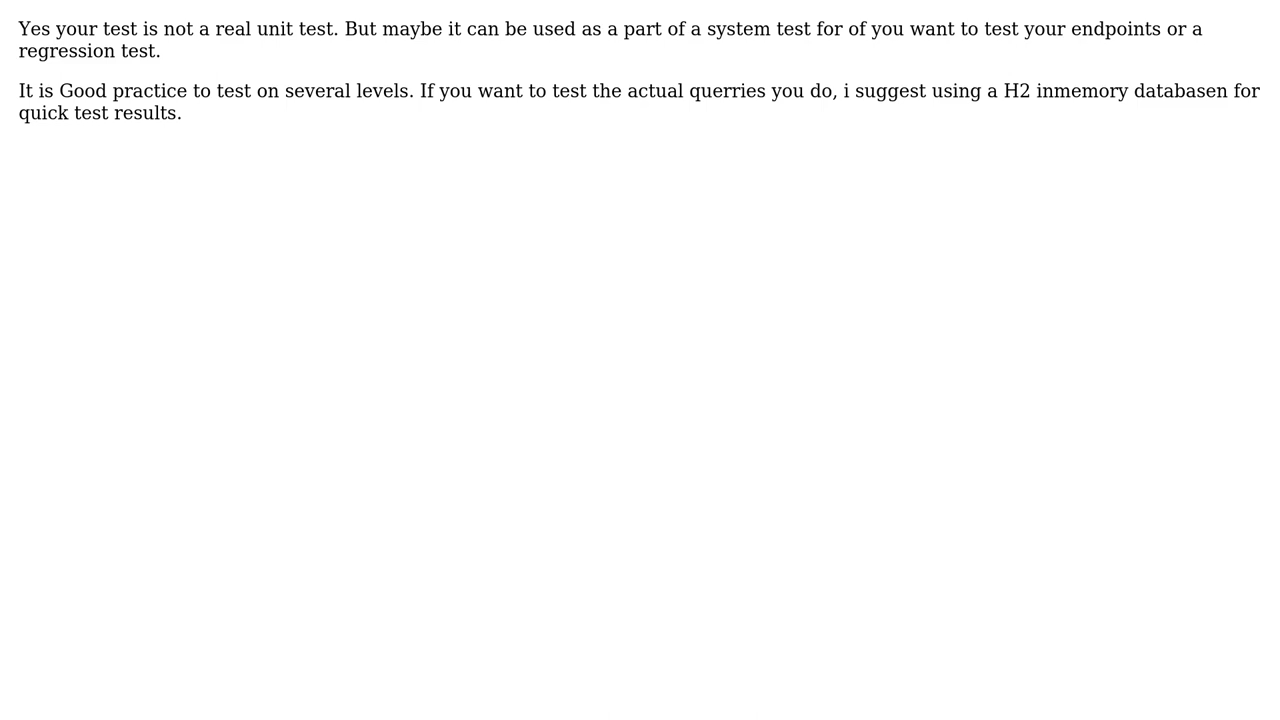 Yes your test is not a real unit test. But maybe it can be used as a part of a system test for of you want to test your endpoints or a
regression test.
It is Good practice to test on several levels. If you want to test the actual querries you do, i suggest using a H2 inmemory databasen for
quick test results.